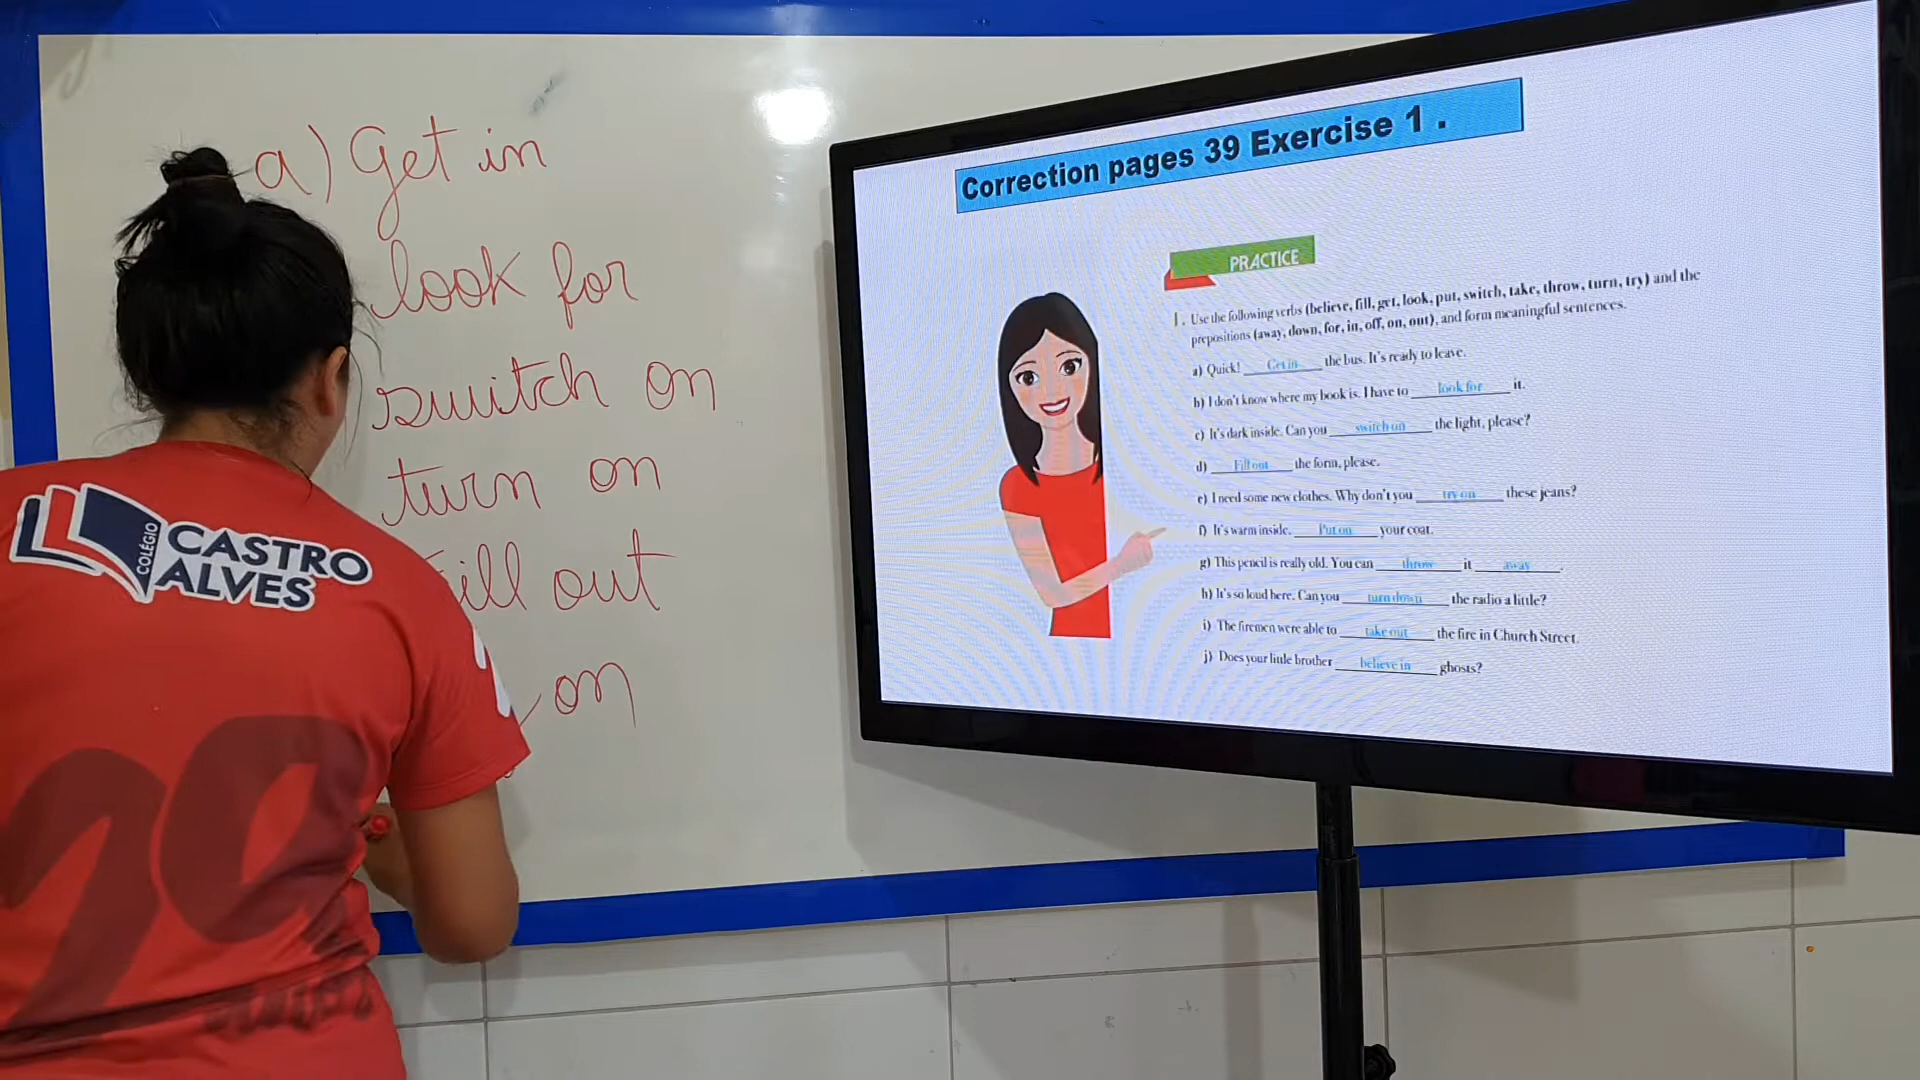 a) Get in
look for
switch on
turn on
fill out
on
COLÉGIO
CASTRO
ALVES
Correction pages 39 Exercise 1 .
PRACTICE
1. Use the following verbs (believe, fill, get, look, put, switch, take, throw, turn, try) and the
prepositions (away, down, for, in, off, on, out), and form meaningful sentences.
a) Quick! Get in the bus. It's ready to leave.
b) I don't know where my book is. I have to look for it.
c) It's dark inside. Can you switch on the light, please?
d) Fill out the form, please.
e) I need some new clothes. Why don't you try on these jeans?
f) It's warm inside. Put on your coat.
g) This pencil is really old. You can throw it away.
h) It's so loud here. Can you turn down the radio a little?
i) The firemen were able to take out the fire in Church Street.
j) Does your little brother believe in ghosts?